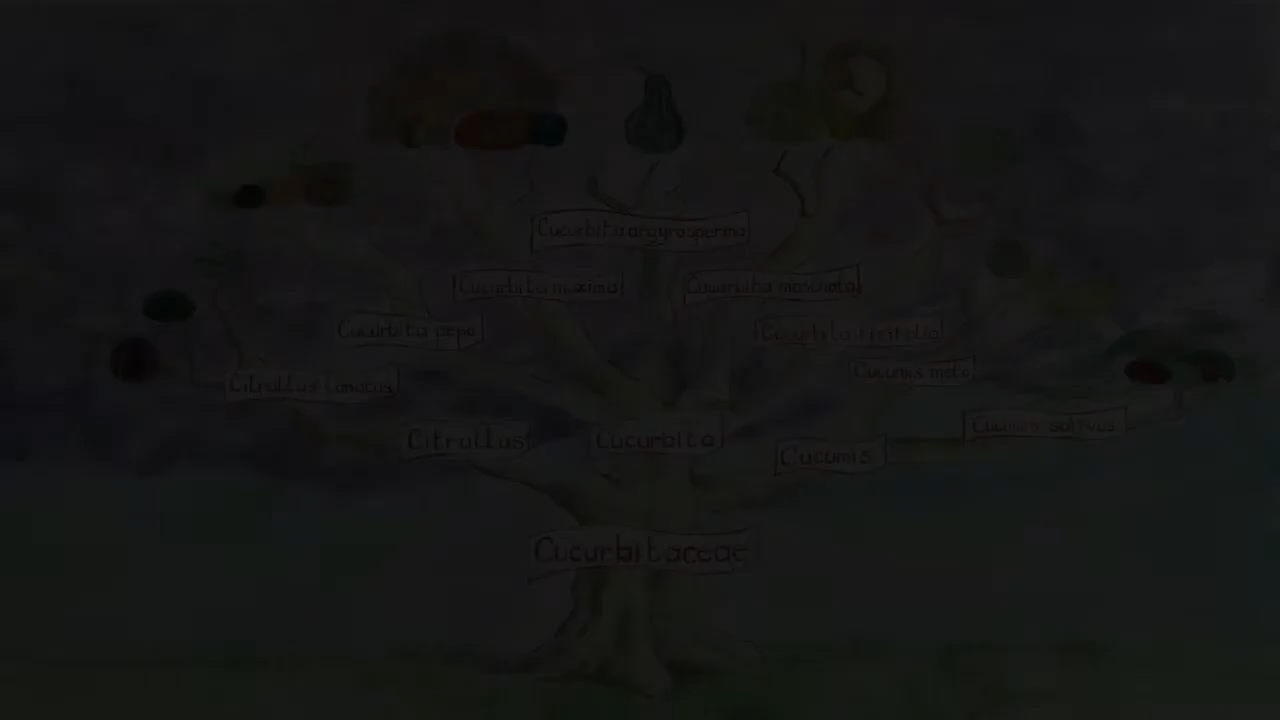 Cucurbita argyrosperma
Cucurbita maxima
Cucurbita moschata
Cucurbita pepo
Cucurbita ficifolia
Cucumis melo
Citrullus lanatus
Cucumis sativus
Citrullus
Cucurbita
Cucumis
Cucurbitaceae